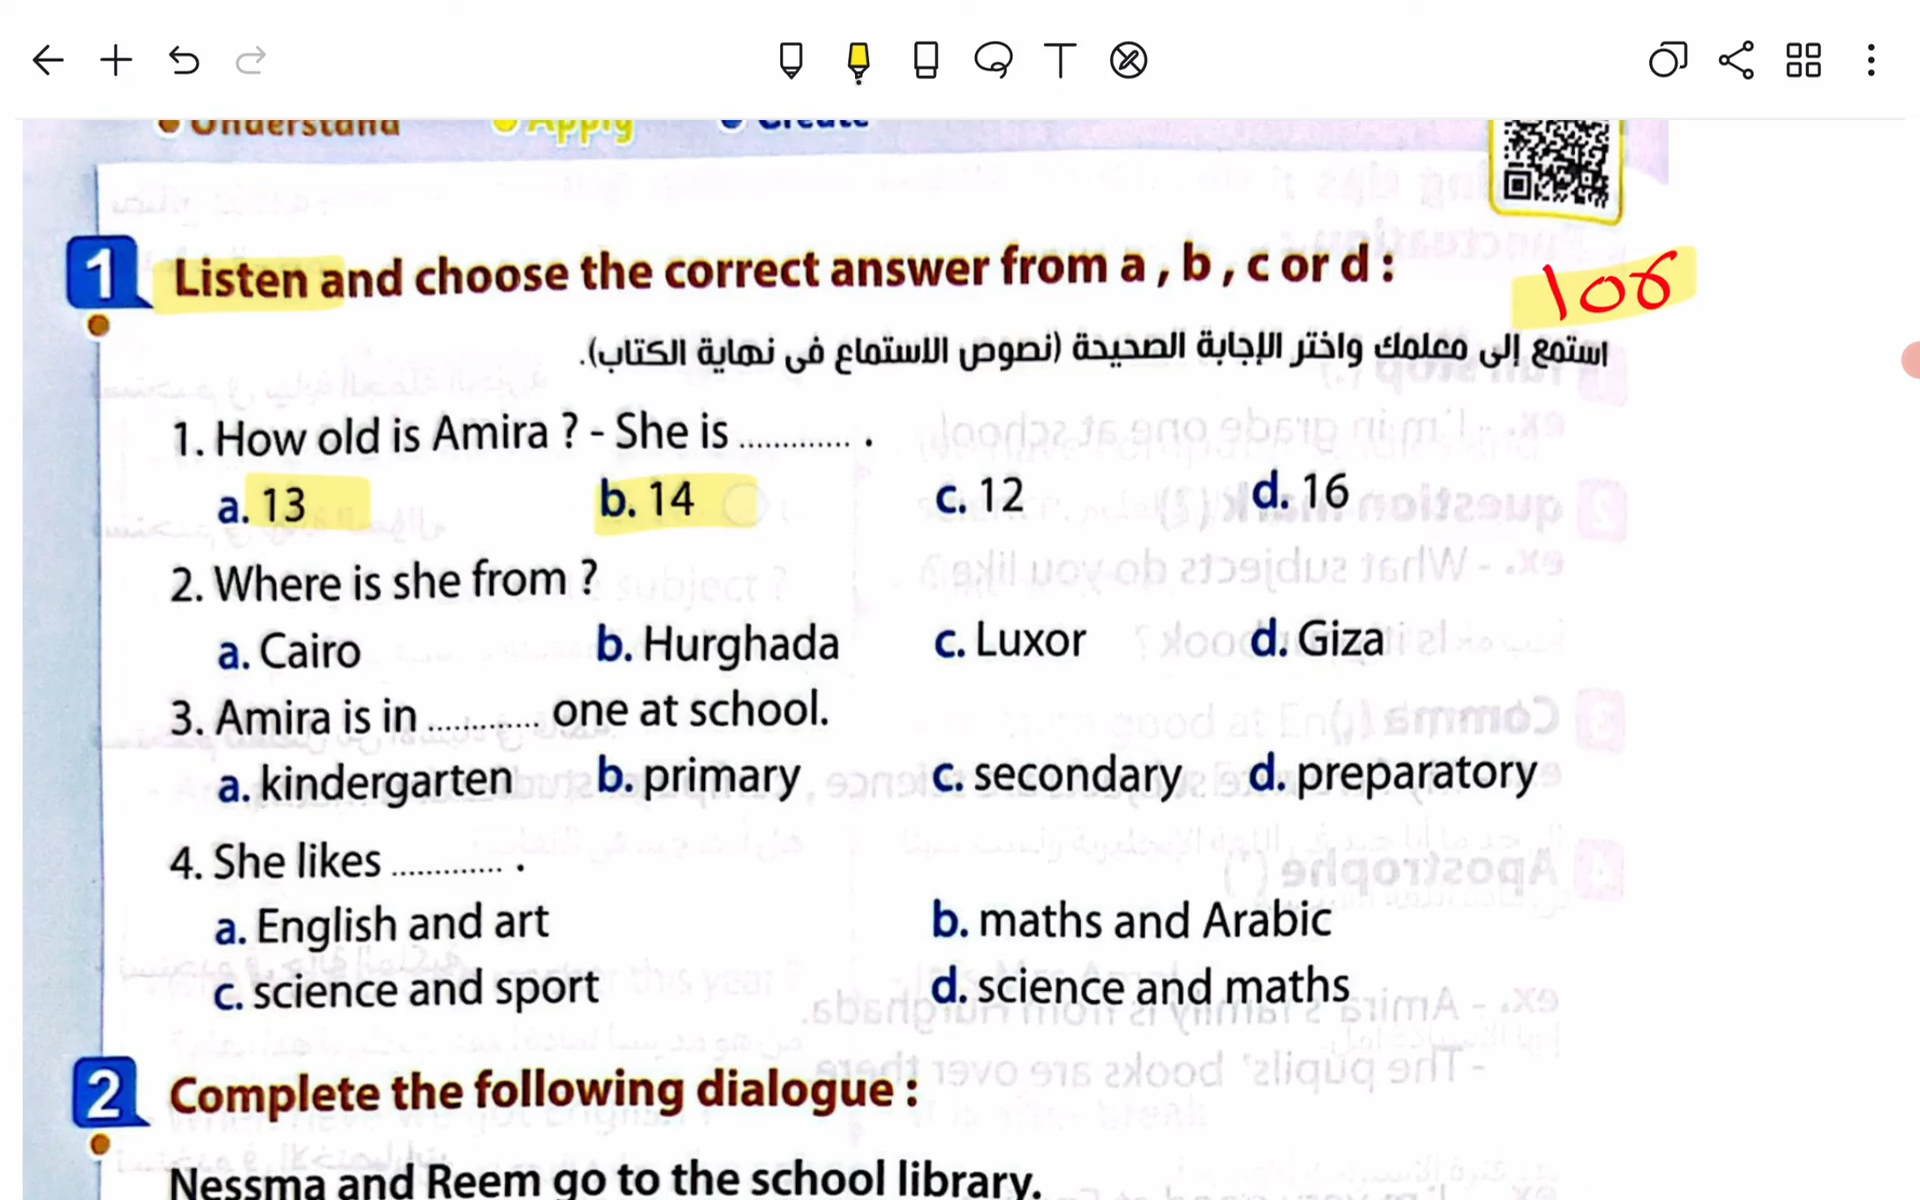 Understand Apply Create
1 Listen and choose the correct answer from a , b , c or d :
106
استمع إلى معلمك واختر الإجابة الصحيحة (نصوص الاستماع فى نهاية الكتاب).
1. How old is Amira ? - She is ............. .
a. 13 b. 14 c. 12 d. 16
2. Where is she from ?
a. Cairo b. Hurghada c. Luxor d. Giza
3. Amira is in ............. one at school.
a. kindergarten b. primary c. secondary d. preparatory
4. She likes ............. .
a. English and art b. maths and Arabic
c. science and sport d. science and maths
2 Complete the following dialogue :
Nessma and Reem go to the school library.